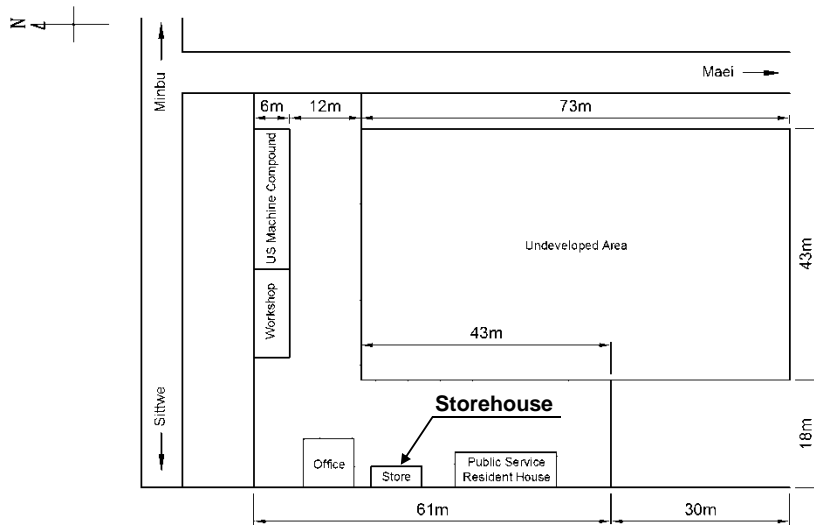 N
Minbu
Maei
6m
12m
73m
US Machine Compound
Undeveloped Area
43m
Workshop
43m
Storehouse
Sittwe
18m
Office
Store
Public Service
Resident House
61m
30m